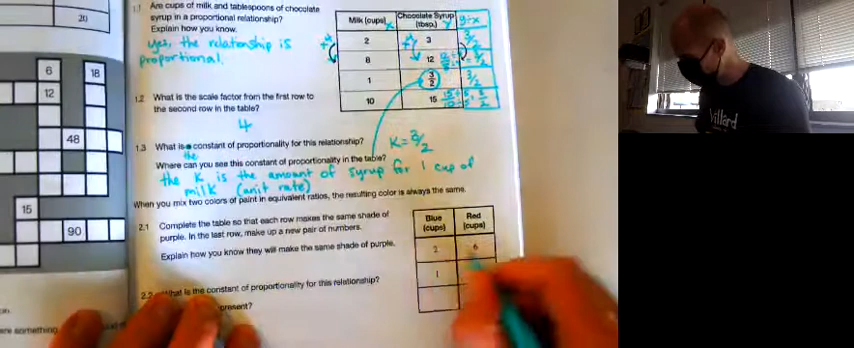 20
6
18
12
48
15
90
are something
1.1 Are cups of milk and tablespoons of chocolate
syrup in a proportional relationship?
Explain how you know.
yes, the relationship is
proportional.
Milk (cups) x Chocolate Syrup (tbsp.) y y÷x
2 3 3/2
8 12
1 3/2 3/2
10 15
1.2 What is the scale factor from the first row to
the second row in the table?
4
1.3 What is a constant of proportionality for this relationship?
K = 3/2
Where can you see this constant of proportionality in the table?
the K is the amount of syrup for 1 cup of
milk (unit rate)
When you mix two colors of paint in equivalent ratios, the resulting color is always the same.
2.1 Complete the table so that each row makes the same shade of
purple. In the last row, make up a new pair of numbers.
Explain how you know they will make the same shade of purple.
Blue (cups) Red (cups)
2 6
1
2.2 What is the constant of proportionality for this relationship?
present?